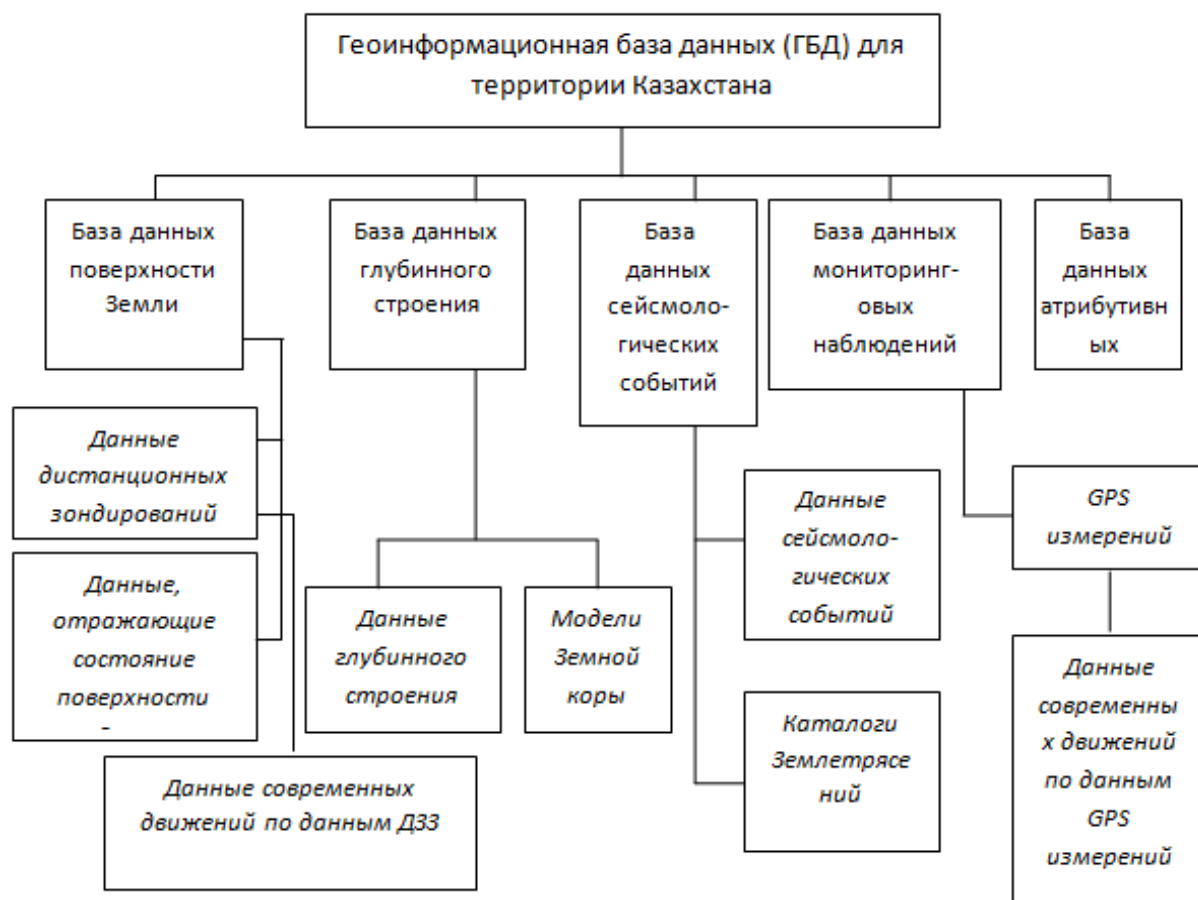 Геоинформационная база данных (ГБД) для
территории Казахстана
База данных
поверхности
Земли
База данных
глубинного
строения
База
данных
сейсмоло-
гических
событий
База данных
мониторинг-
овых
наблюдений
База
данных
атрибутивн
ых
Данные
дистанционных
зондирований
Данные,
отражающие
состояние
поверхности
Данные
глубинного
строения
Модели
Земной
коры
Данные
сейсмоло-
гических
событий
Каталоги
Землетрясе
ний
GPS
измерений
Данные
современны
х движений
по данным
GPS
измерений
Данные современных
движений по данным ДЗЗ